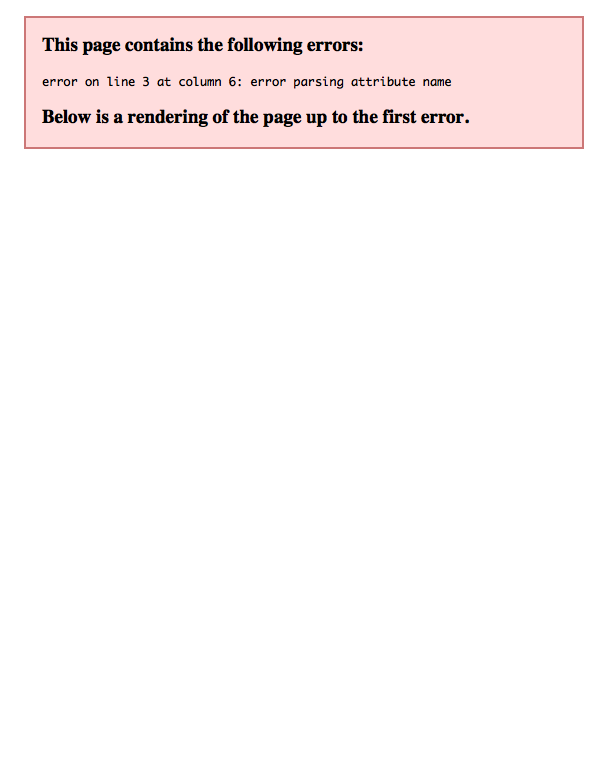 This page contains the following errors:
error on line 3 at column 6: error parsing attribute name
Below is a rendering of the page up to the first error.